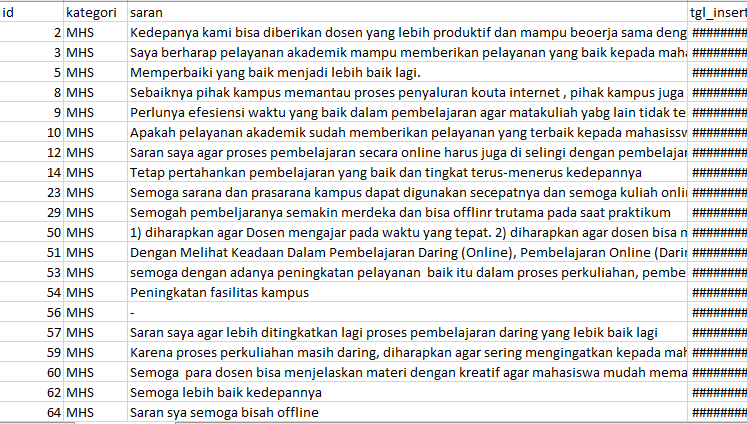 id kategori saran tgl_insert
2 MHS Kedepanya kami bisa diberikan dosen yang lebih produktif dan mampu beoerja sama deng ########
3 MHS Saya berharap pelayanan akademik mampu memberikan pelayanan yang baik kepada maha ########
5 MHS Memperbaiki yang baik menjadi lebih baik lagi. ########
8 MHS Sebaiknya pihak kampus memantau proses penyaluran kouta internet , pihak kampus juga ########
9 MHS Perlunya efesiensi waktu yang baik dalam pembelajaran agar matakuliah yabg lain tidak te ########
10 MHS Apakah pelayanan akademik sudah memberikan pelayanan yang terbaik kepada mahasissw ########
12 MHS Saran saya agar proses pembelajaran secara online harus juga di selingi dengan pembelajar ########
14 MHS Tetap pertahankan pembelajaran yang baik dan tingkat terus-menerus kedepannya ########
23 MHS Semoga sarana dan prasarana kampus dapat digunakan secepatnya dan semoga kuliah onlin ########
29 MHS Semogah pembeljaranya semakin merdeka dan bisa offlinr trutama pada saat praktikum ########
50 MHS 1) diharapkan agar Dosen mengajar pada waktu yang tepat. 2) diharapkan agar dosen bisa m ########
51 MHS Dengan Melihat Keadaan Dalam Pembelajaran Daring (Online), Pembelajaran Online (Darin ########
53 MHS semoga dengan adanya peningkatan pelayanan  baik itu dalam proses perkuliahan, pembe ########
54 MHS Peningkatan fasilitas kampus ########
56 MHS - ########
57 MHS Saran saya agar lebih ditingkatkan lagi proses pembelajaran daring yang lebik baik lagi ########
59 MHS Karena proses perkuliahan masih daring, diharapkan agar sering mengingatkan kepada mah ########
60 MHS Semoga  para dosen bisa menjelaskan materi dengan kreatif agar mahasiswa mudah mema ########
62 MHS Semoga lebih baik kedepannya ########
64 MHS Saran sya semoga bisah offline ########